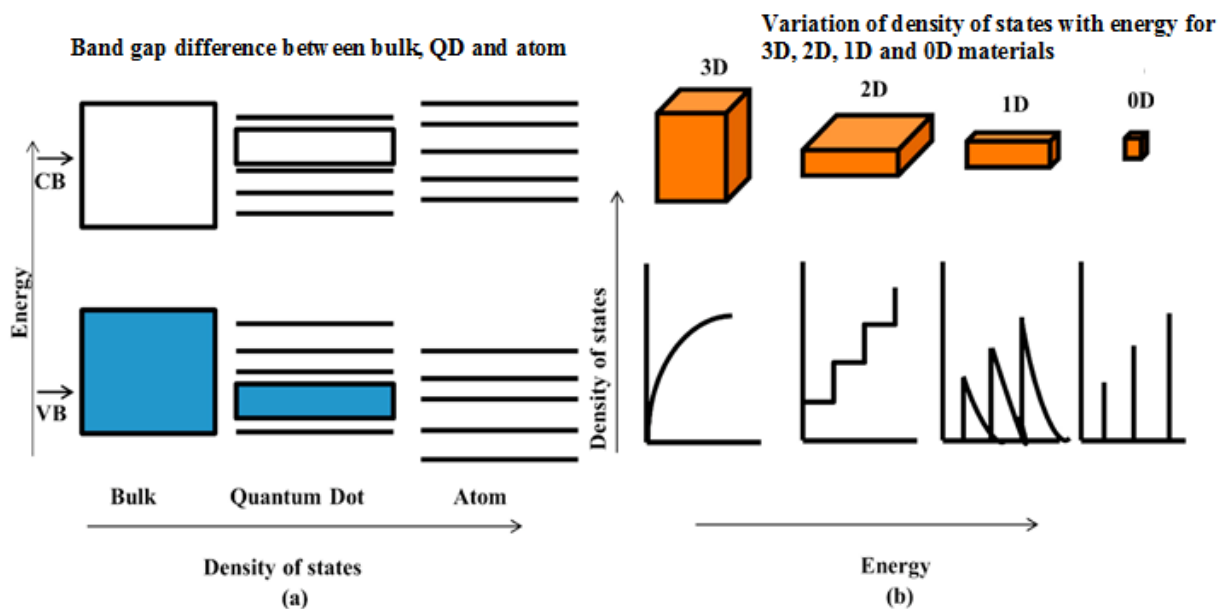 Band gap difference between bulk, QD and atom
CB
VB
Energy
Bulk
Quantum Dot
Atom
Density of states
(a)
Variation of density of states with energy for
3D, 2D, 1D and 0D materials
3D
2D
1D
0D
Density of states
Energy
(b)